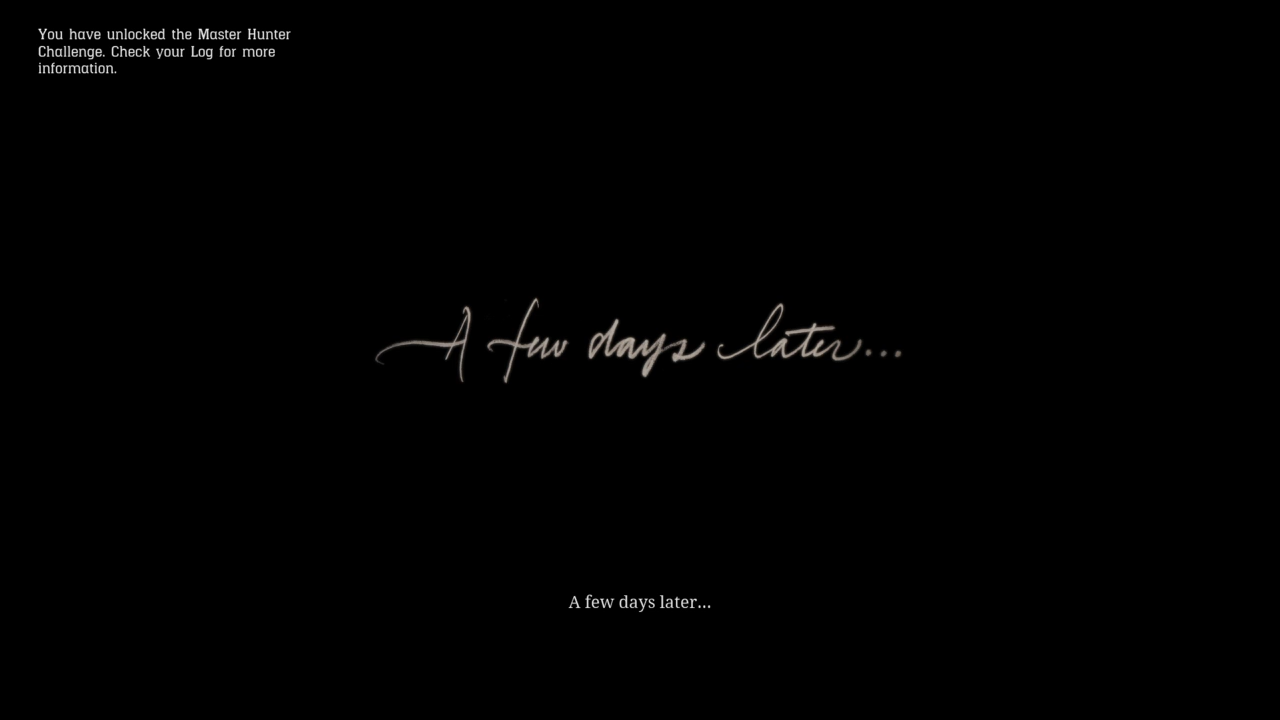 You have unlocked the Master Hunter
Challenge. Check your Log for more
information.
A few days later...
A few days later...